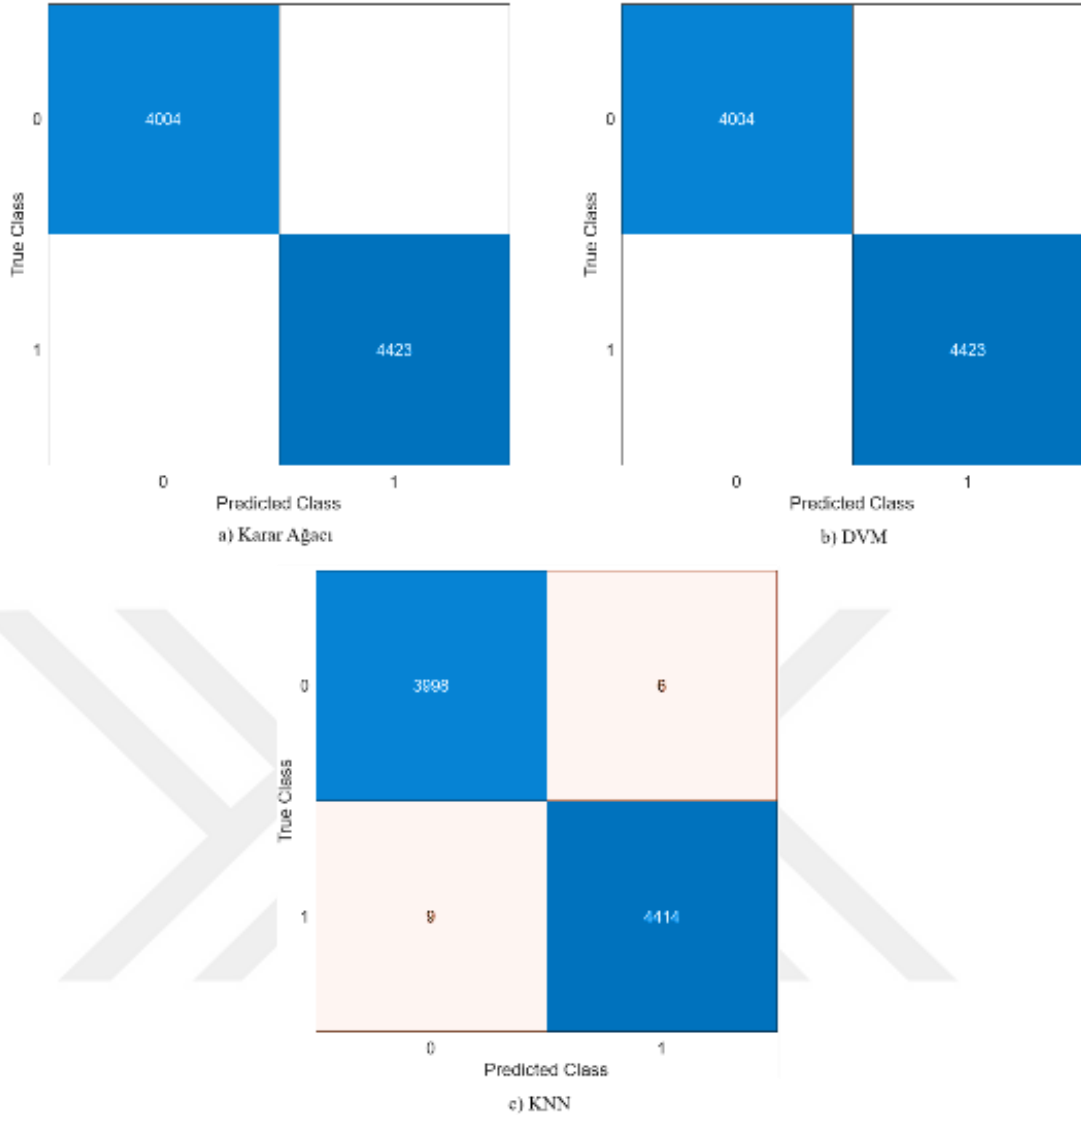 0
4004
True Class
1
4423
0
1
Predicted Class
a) Karar Ağacı
0
4004
True Class
1
4423
0
1
Predicted Class
b) DVM
0
3998
6
True Class
1
9
4414
0
1
Predicted Class
c) KNN